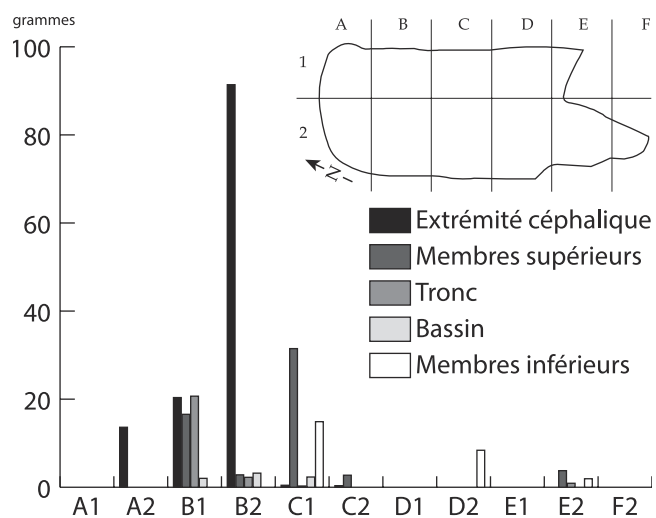 grammes
100
80
60
40
20
0
A1 A2 B1 B2 C1 C2 D1 D2 E1 E2 F2
A B C D E F
1
2
N
Extrémité céphalique
Membres supérieurs
Tronc
Bassin
Membres inférieurs